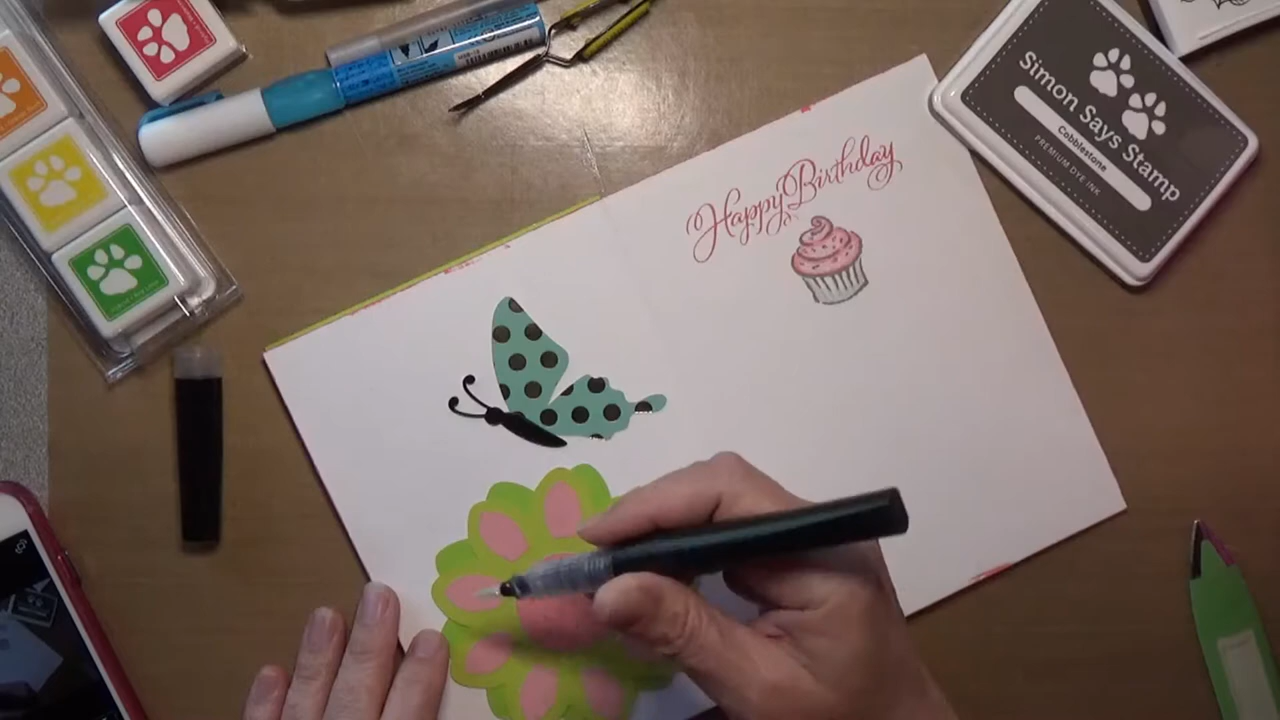 Happy Birthday
Simon Says Stamp
Cobblestone
PREMIUM DYE INK